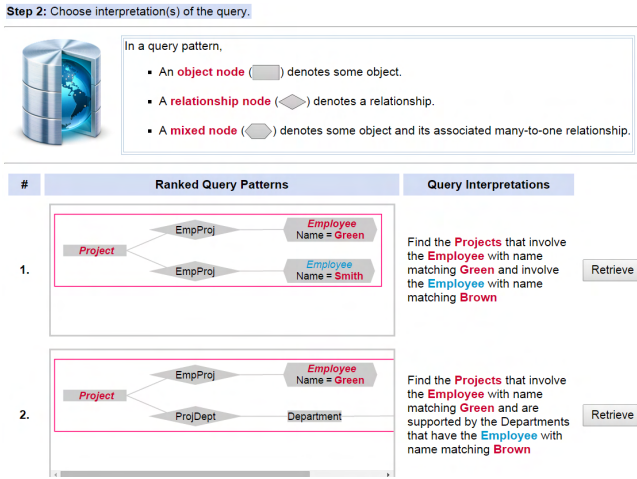 Step 2: Choose interpretation(s) of the query.
In a query pattern,
An object node ( ) denotes some object.
A relationship node ( ) denotes a relationship.
A mixed node ( ) denotes some object and its associated many-to-one relationship.
# Ranked Query Patterns Query Interpretations
1.
Project
EmpProj
Employee
Name = Green
EmpProj
Employee
Name = Smith
Find the Projects that involve
the Employee with name
matching Green and involve
the Employee with name
matching Brown
Retrieve
2.
Project
EmpProj
Employee
Name = Green
ProjDept
Department
Find the Projects that involve
the Employee with name
matching Green and are
supported by the Departments
that have the Employee with
name matching Brown
Retrieve